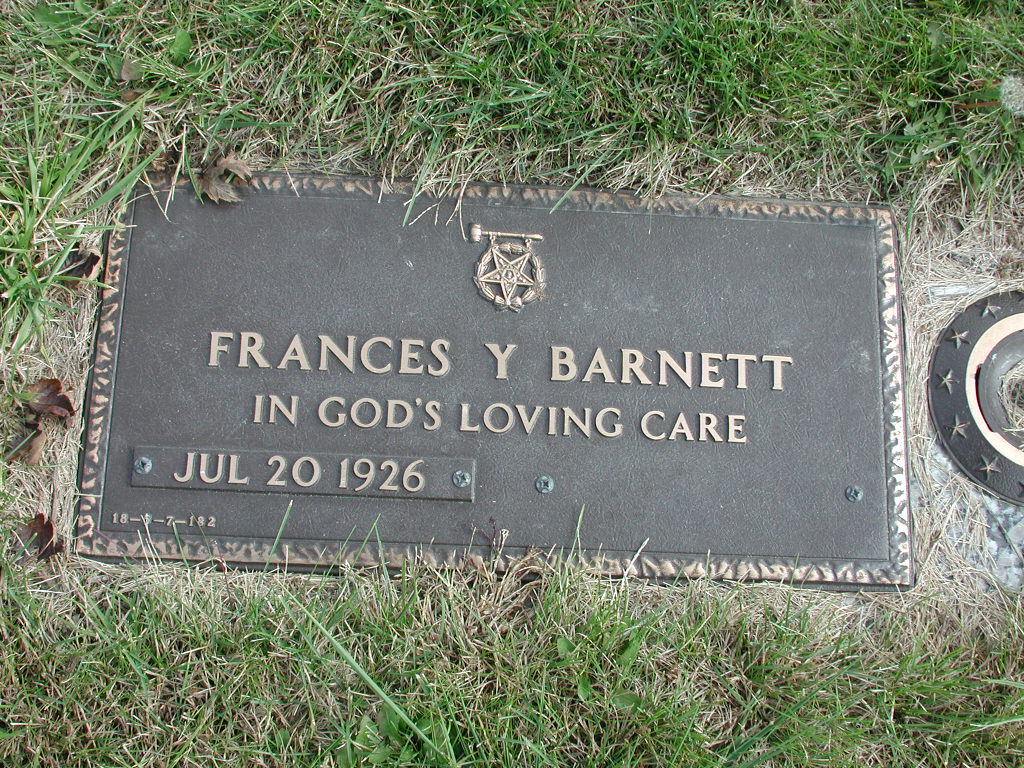 FRANCES Y BARNETT
IN GOD'S LOVING CARE
JUL 20 1926